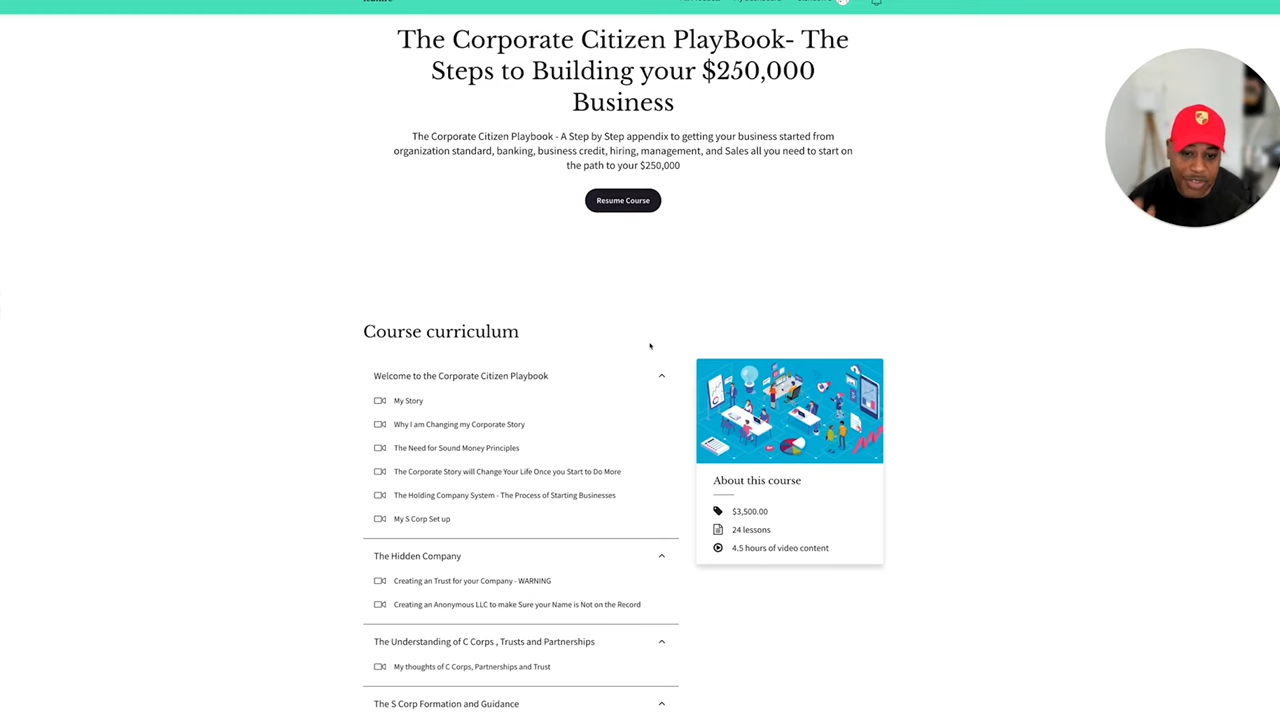 The Corporate Citizen PlayBook- The
Steps to Building your $250,000
Business
The Corporate Citizen Playbook - A Step by Step appendix to getting your business started from
organization standard, banking, business credit, hiring, management, and Sales all you need to start on
the path to your $250,000
Resume Course
Course curriculum
Welcome to the Corporate Citizen Playbook
My Story
Why I am Changing my Corporate Story
The Need for Sound Money Principles
The Corporate Story will Change Your Life Once you Start to Do More
The Holding Company System - The Process of Starting Businesses
My S Corp Set up
The Hidden Company
Creating an Trust for your Company - WARNING
Creating an Anonymous LLC to make Sure your Name is Not on the Record
The Understanding of C Corps , Trusts and Partnerships
My thoughts of C Corps, Partnerships and Trust
The S Corp Formation and Guidance
About this course
$3,500.00
24 lessons
4.5 hours of video content